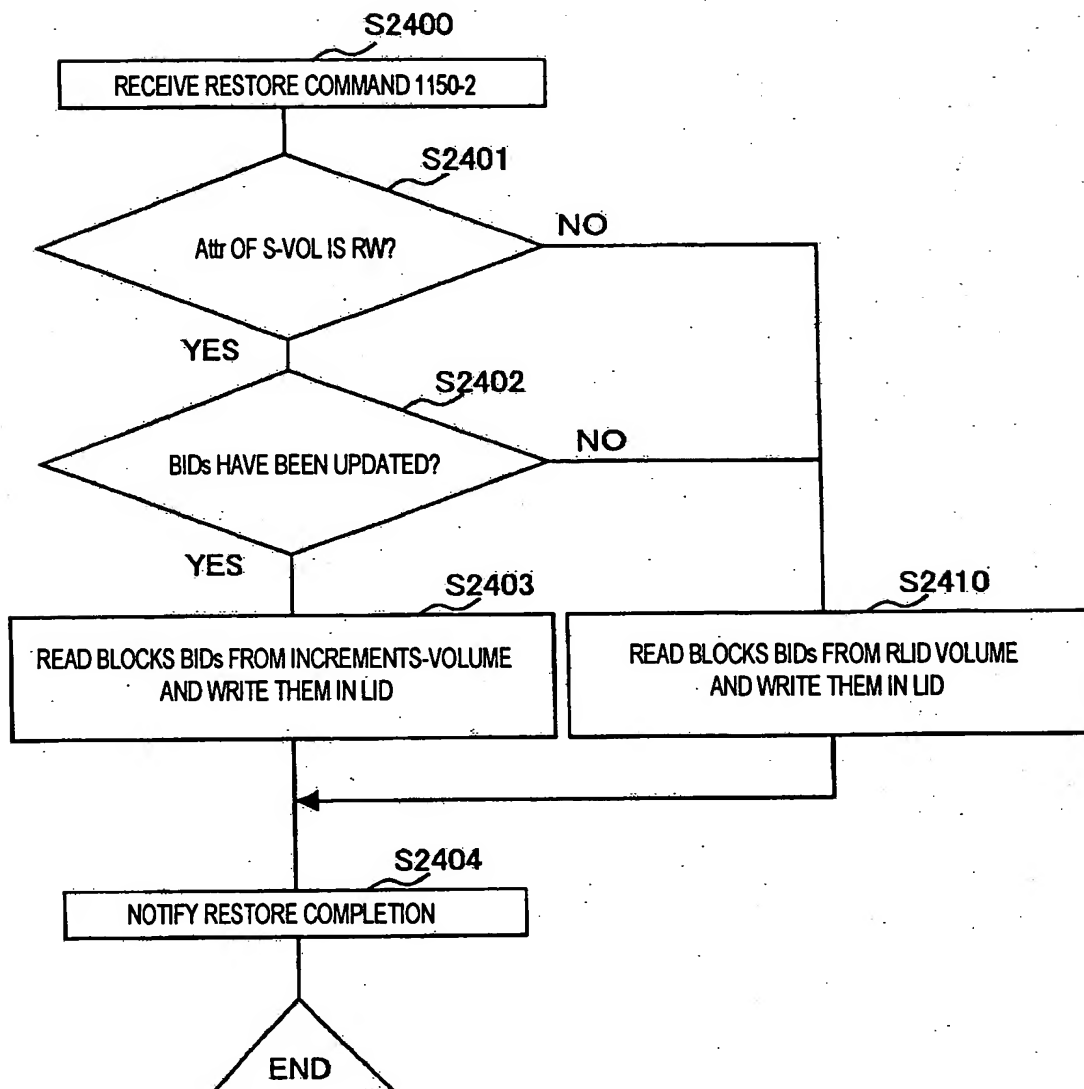 S2400
RECEIVE RESTORE COMMAND 1150-2
S2401
Attr OF S-VOL IS RW?
NO
YES
S2402
BIDs HAVE BEEN UPDATED?
NO
YES
S2403
READ BLOCKS BIDs FROM INCREMENTS-VOLUME
AND WRITE THEM IN LID
S2410
READ BLOCKS BIDs FROM RLID VOLUME
AND WRITE THEM IN LID
S2404
NOTIFY RESTORE COMPLETION
END